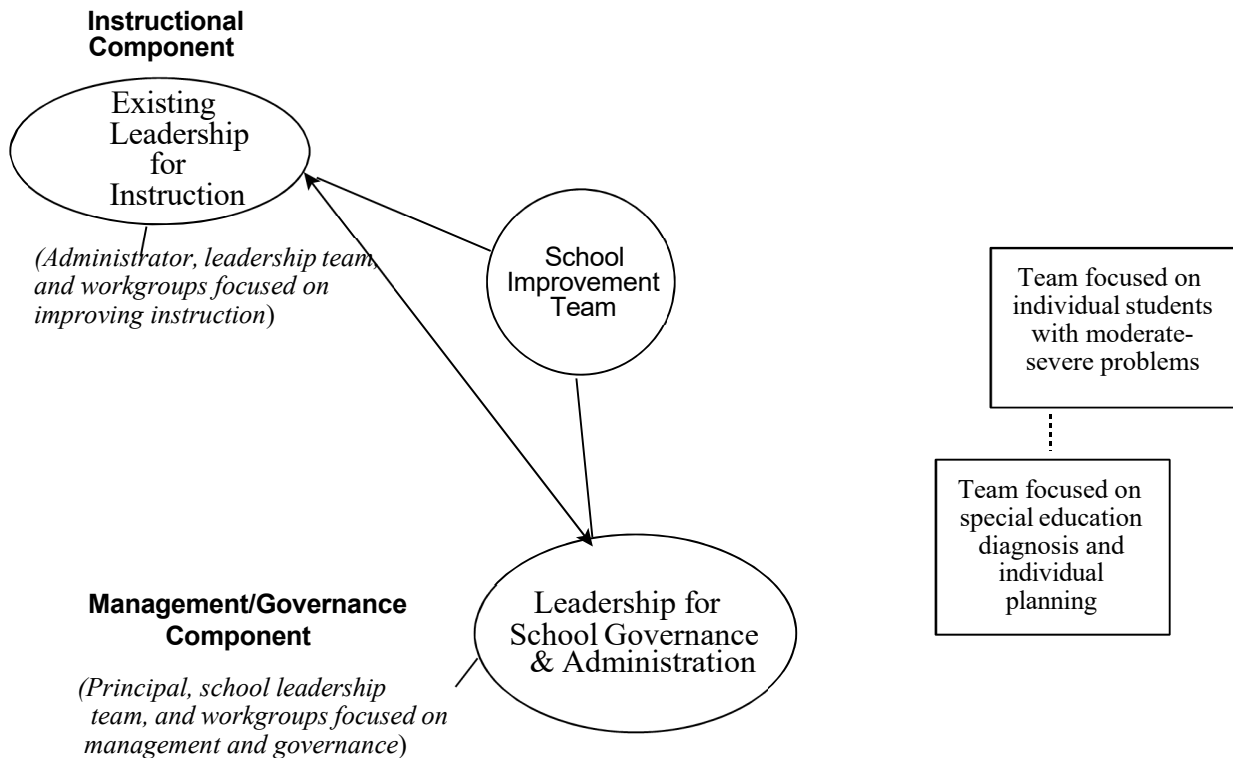 Instructional
Component
Existing
Leadership
for
Instruction
(Administrator, leadership team,
and workgroups focused on
improving instruction)
School
Improvement
Team
Team focused on
individual students
with moderate-
severe problems
Team focused on
special education
diagnosis and
individual
planning
Management/Governance
Component
Leadership for
School Governance
& Administration
(Principal, school leadership
team, and workgroups focused on
management and governance)